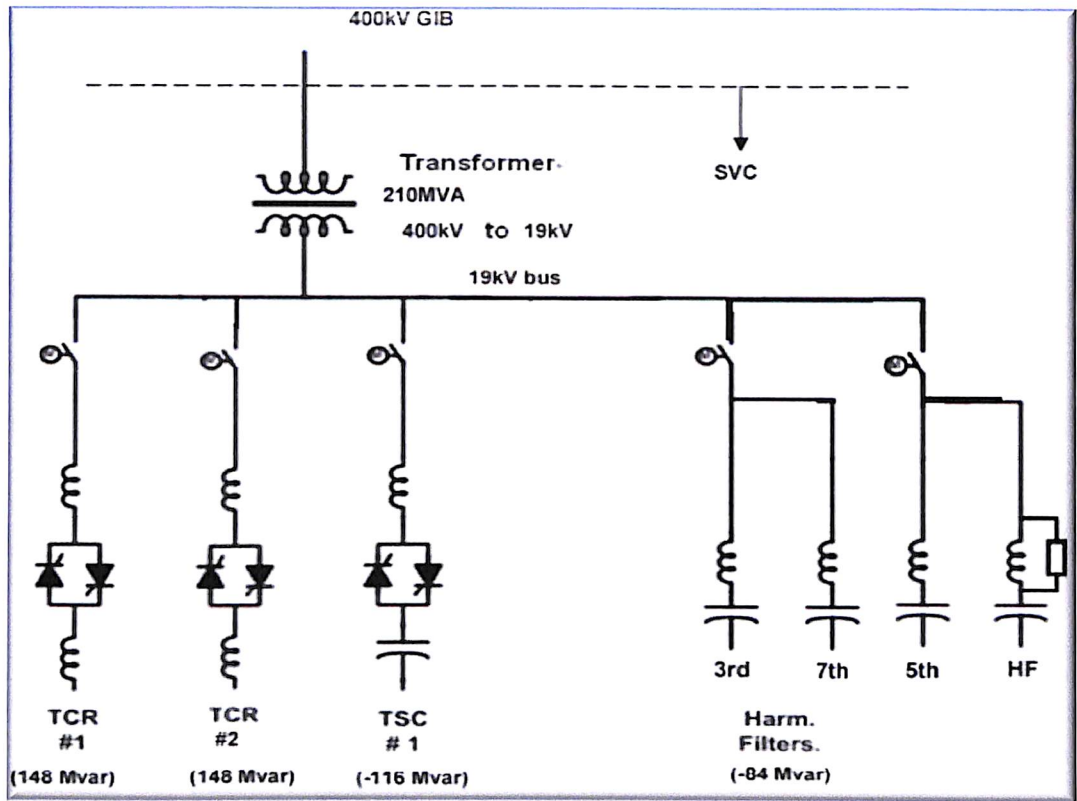 400kV GIB
Transformer
210MVA
400kV to 19kV
SVC
19kV bus
3rd
7th
5th
HF
TCR
#1
(148 Mvar)
TCR
#2
(148 Mvar)
TSC
# 1
(-116 Mvar)
Harm.
Filters.
(-84 Mvar)